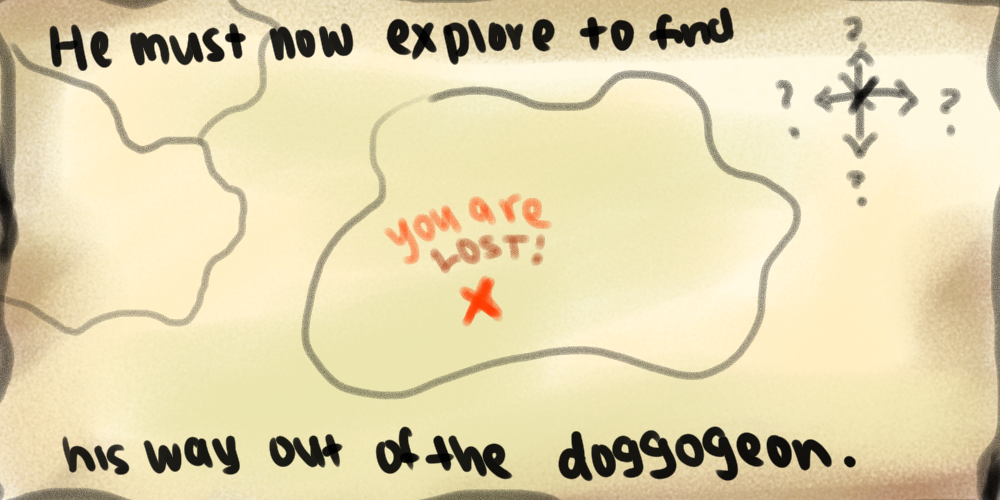 He must now explore to find
?
? ?
?
you are
LOST!
X
his way out of the doggogeon.